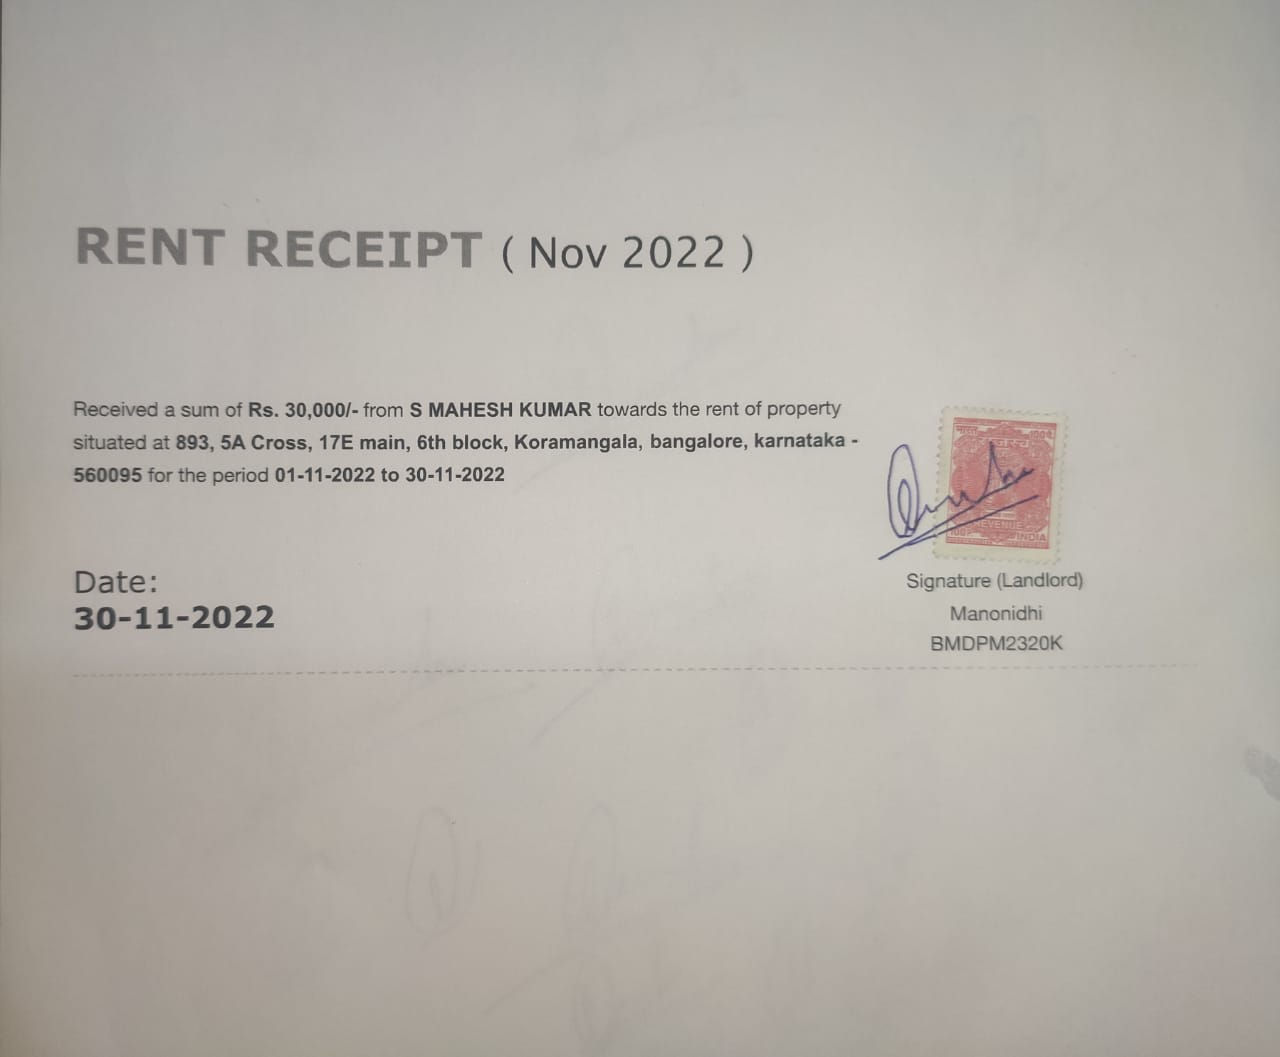 RENT RECEIPT ( Nov 2022 )
Received a sum of Rs. 30,000/- from S MAHESH KUMAR towards the rent of property
situated at 893, 5A Cross, 17E main, 6th block, Koramangala, bangalore, karnataka -
560095 for the period 01-11-2022 to 30-11-2022
REVENUE
INDIA
Date:
30-11-2022
Signature (Landlord)
Manonidhi
BMDPM2320K